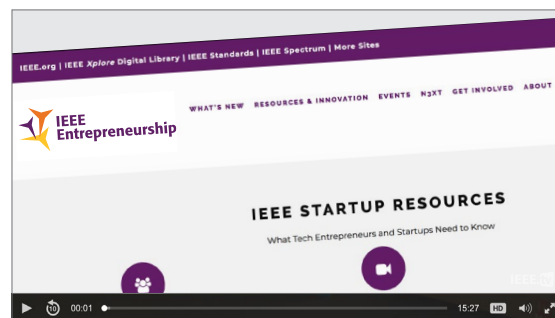 IEEE.org | IEEE Xplore Digital Library | IEEE Standards | IEEE Spectrum | More Sites
IEEE
Entrepreneurship
WHAT'S NEW RESOURCES & INNOVATION EVENTS N3XT GET INVOLVED ABOUT
IEEE STARTUP RESOURCES
What Tech Entrepreneurs and Startups Need to Know
10 00:01 15:27 HD